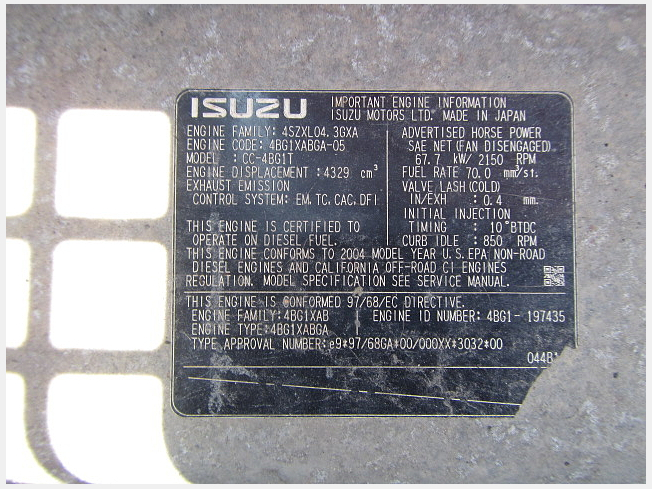 ISUZU
IMPORTANT ENGINE INFORMATION
ISUZU MOTORS LTD. MADE IN JAPAN
ENGINE FAMILY: 4SZXL04.3GXA
ENGINE CODE: 4BG1XABGA-05
MODEL : CC-4BG1T
ENGINE DISPLACEMENT :4329 cm³
EXHAUST EMISSION
CONTROL SYSTEM: EM, TC, CAC, DFI
THIS ENGINE IS CERTIFIED TO
OPERATE ON DIESEL FUEL.
ADVERTISED HORSE POWER
SAE NET(FAN DISENGAGED)
67.7 kW/ 2150 RPM
FUEL RATE 70.0 mm³/st.
VALVE LASH(COLD)
IN/EXH : 0.4 mm.
INITIAL INJECTION
TIMING : 10°BTDC
CURB IDLE : 850 RPM
THIS ENGINE CONFORMS TO 2004 MODEL YEAR U.S.EPA NON-ROAD
DIESEL ENGINES AND CALIFORNIA OFF-ROAD CI ENGINES
REGULATION. MODEL SPECIFICATION SEE SERVICE MANUAL.
THIS ENGINE IS CONFORMED 97/68/EC DIRECTIVE.
ENGINE FAMILY:4BG1XAB ENGINE ID NUMBER: 4BG1- 197435
ENGINE TYPE:4BG1XABGA
TYPE APPROVAL NUMBER:e9*97/68GA*00/000XX*3032*00